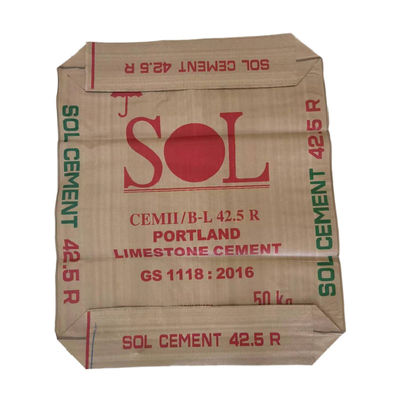 SOL CEMENT 42.5 R
SOL
CEMII/B-L 42.5 R
PORTLAND
LIMESTONE CEMENT
GS 1118 : 2016
50 kg
SOL CEMENT 42.5 R
SOL CEMENT 42.5 R
SOL CEMENT 42.5 R